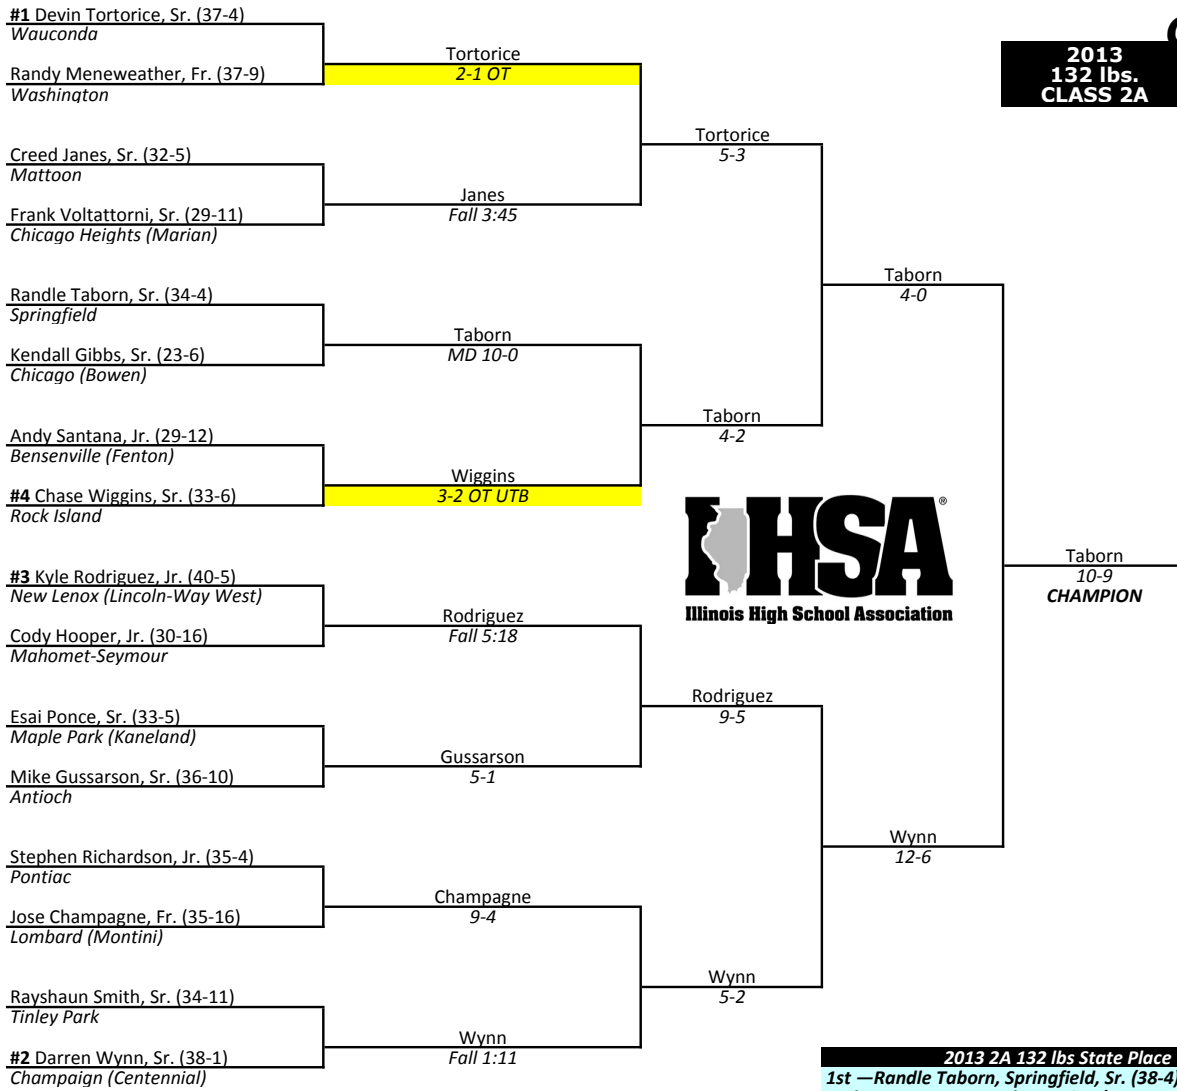 #1 Devin Tortorice, Sr. (37-4)
Wauconda
Randy Meneweather, Fr. (37-9)
Washington
Tortorice
2-1 OT
Creed Janes, Sr. (32-5)
Mattoon
Frank Voltattorni, Sr. (29-11)
Chicago Heights (Marian)
Janes
Fall 3:45
Tortorice
5-3
Randle Taborn, Sr. (34-4)
Springfield
Kendall Gibbs, Sr. (23-6)
Chicago (Bowen)
Taborn
MD 10-0
Andy Santana, Jr. (29-12)
Bensenville (Fenton)
#4 Chase Wiggins, Sr. (33-6)
Rock Island
Wiggins
3-2 OT UTB
Taborn
4-2
Taborn
4-0
#3 Kyle Rodriguez, Jr. (40-5)
New Lenox (Lincoln-Way West)
Cody Hooper, Jr. (30-16)
Mahomet-Seymour
Rodriguez
Fall 5:18
Esai Ponce, Sr. (33-5)
Maple Park (Kaneland)
Mike Gussarson, Sr. (36-10)
Antioch
Gussarson
5-1
Rodriguez
9-5
Stephen Richardson, Jr. (35-4)
Pontiac
Jose Champagne, Fr. (35-16)
Lombard (Montini)
Champagne
9-4
Rayshaun Smith, Sr. (34-11)
Tinley Park
#2 Darren Wynn, Sr. (38-1)
Champaign (Centennial)
Wynn
Fall 1:11
Wynn
5-2
Wynn
12-6
Taborn
10-9
CHAMPION
2013
132 lbs.
CLASS 2A
IHSA®
Illinois High School Association
2013 2A 132 lbs State Place
1st —Randle Taborn, Springfield, Sr. (38-4)